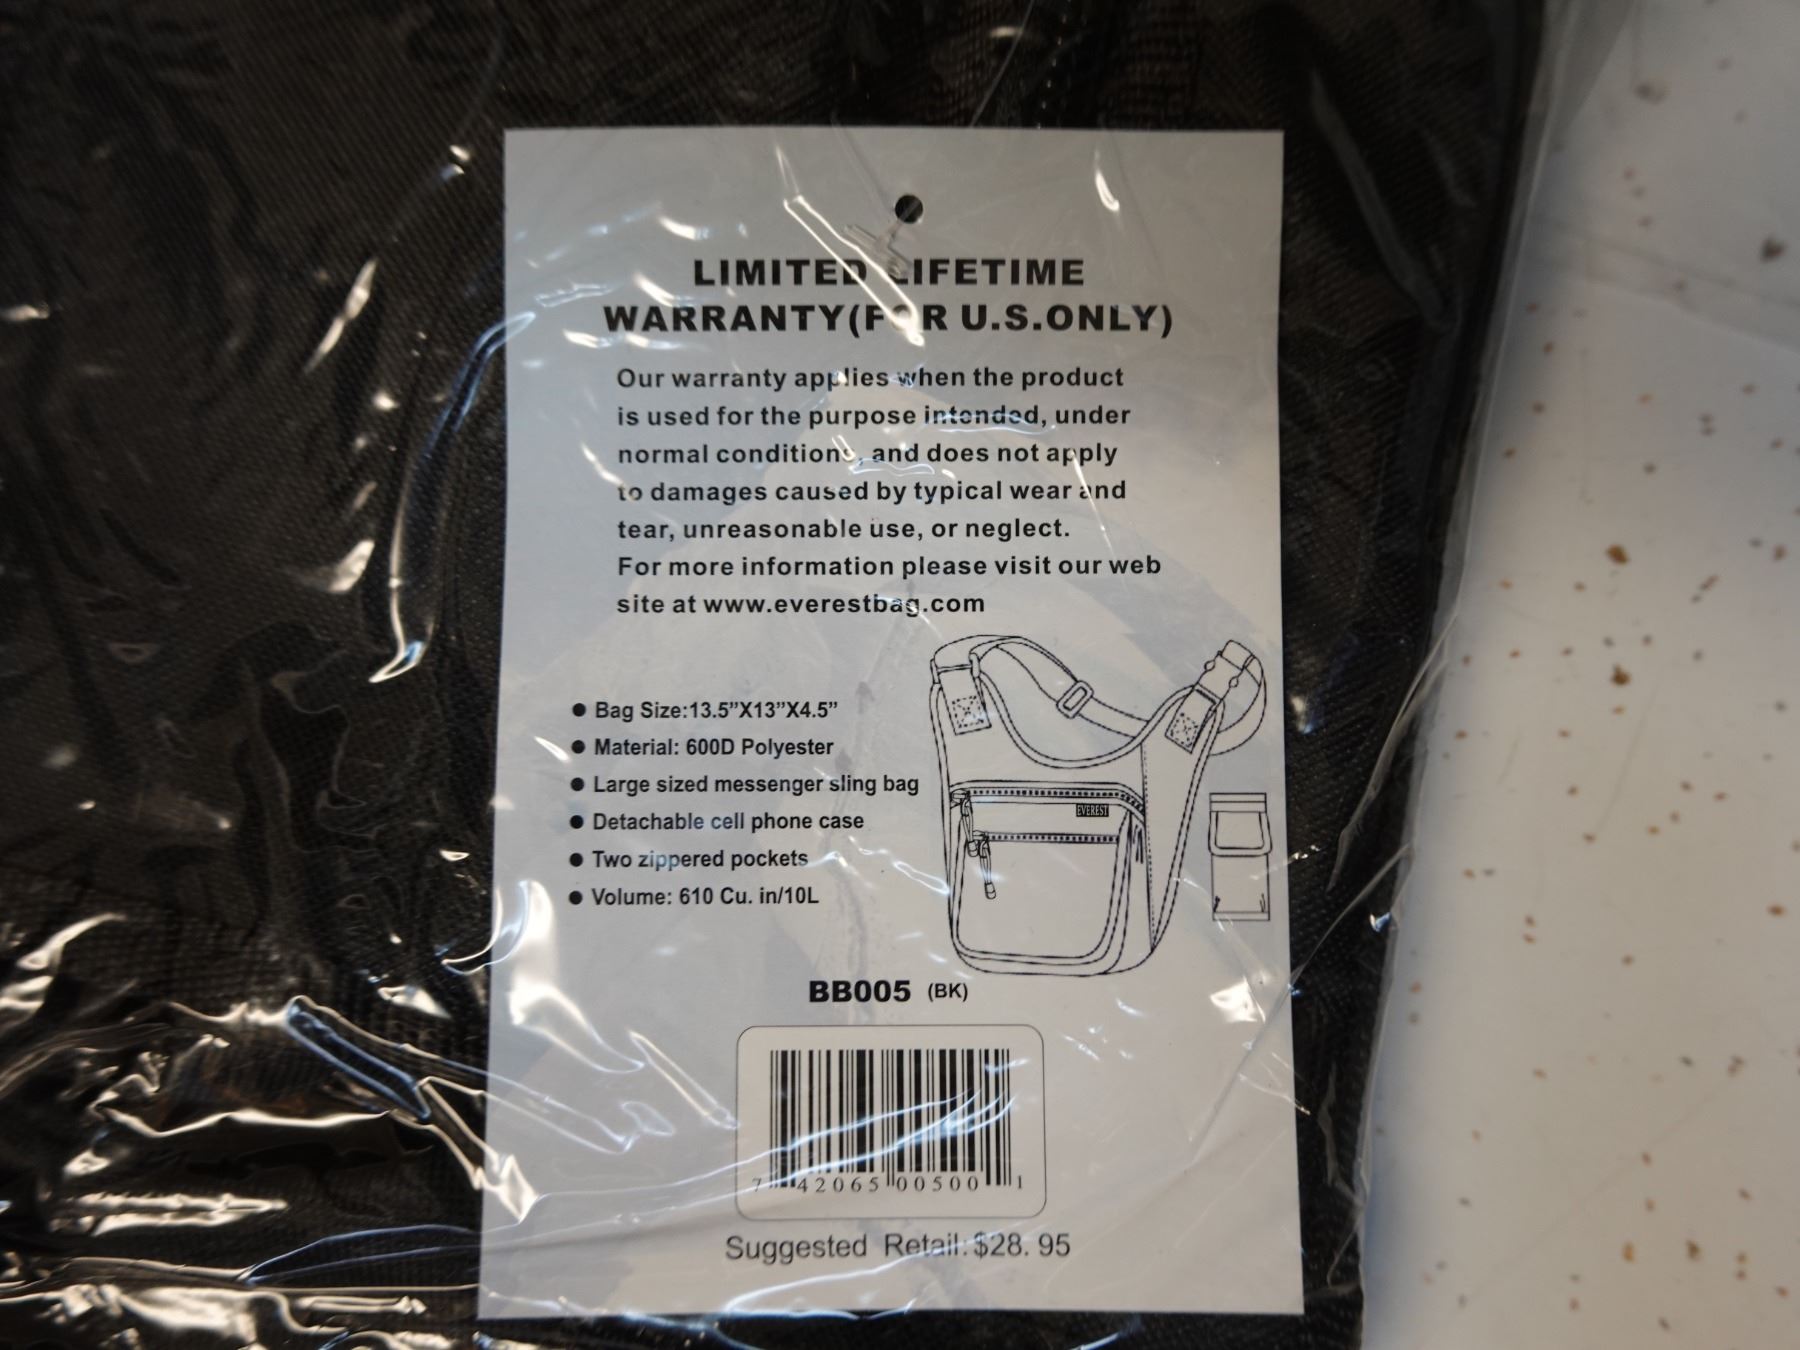 LIMITED LIFETIME
WARRANTY(FOR U.S.ONLY)
Our warranty applies when the product
is used for the purpose intended, under
normal conditions, and does not apply
to damages caused by typical wear and
tear, unreasonable use, or neglect.
For more information please visit our web
site at www.everestbag.com
● Bag Size:13.5”X13”X4.5”
● Material: 600D Polyester
● Large sized messenger sling bag
● Detachable cell phone case
● Two zippered pockets
● Volume: 610 Cu. in/10L
EVEREST
BB005 (BK)
7 42065 00500 1
Suggested Retail:$28. 95